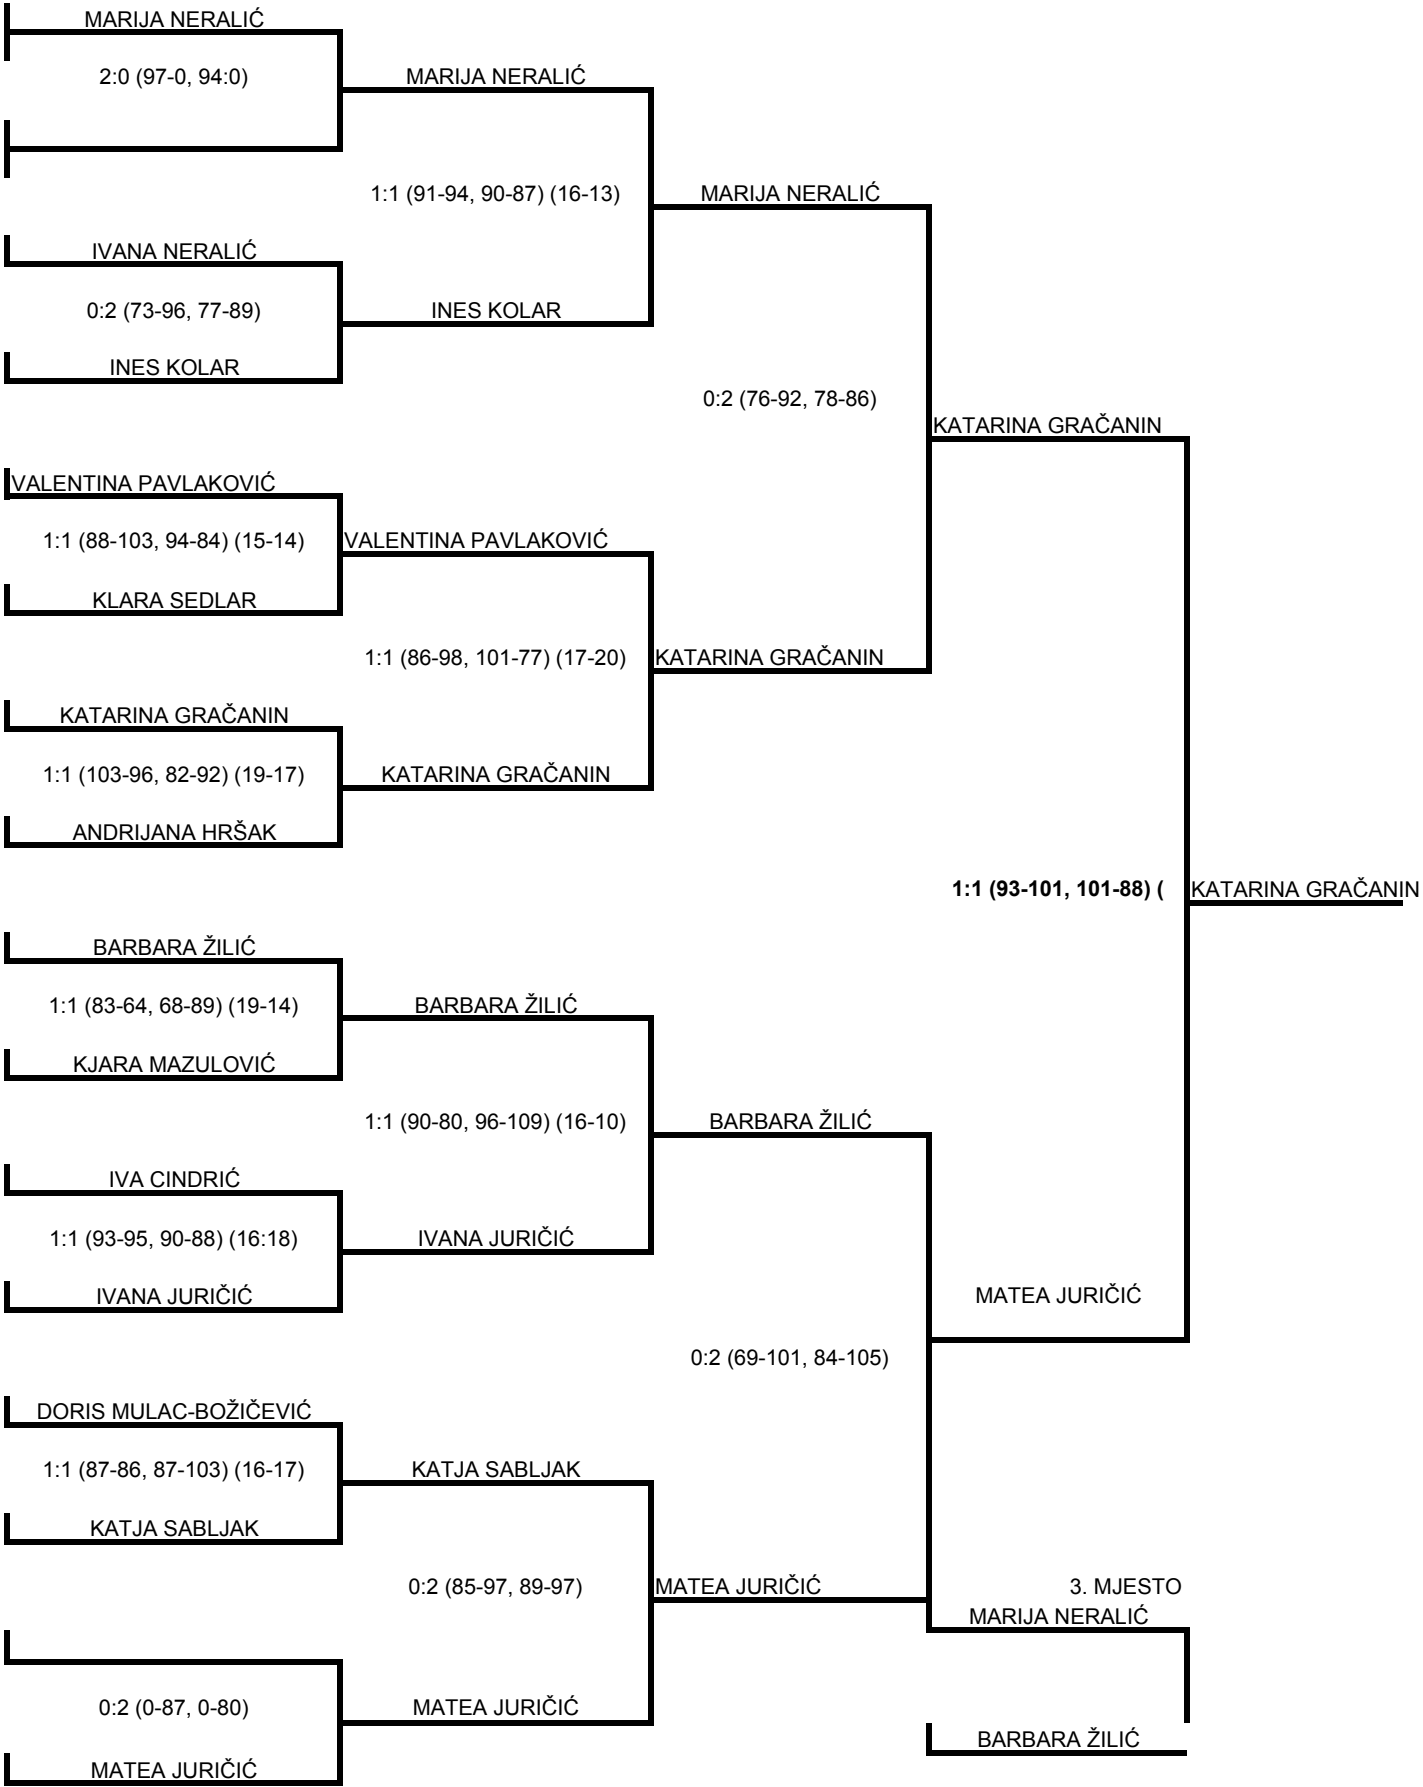 MARIJA NERALIĆ
2:0 (97-0, 94:0)
MARIJA NERALIĆ
1:1 (91-94, 90-87) (16-13)
MARIJA NERALIĆ
IVANA NERALIĆ
0:2 (73-96, 77-89)
INES KOLAR
INES KOLAR
0:2 (76-92, 78-86)
KATARINA GRAČANIN
VALENTINA PAVLAKOVIĆ
1:1 (88-103, 94-84) (15-14)
VALENTINA PAVLAKOVIĆ
KLARA SEDLAR
1:1 (86-98, 101-77) (17-20)
KATARINA GRAČANIN
KATARINA GRAČANIN
1:1 (103-96, 82-92) (19-17)
KATARINA GRAČANIN
ANDRIJANA HRŠAK
1:1 (93-101, 101-88) (
KATARINA GRAČANIN
BARBARA ŽILIĆ
1:1 (83-64, 68-89) (19-14)
BARBARA ŽILIĆ
KJARA MAZULOVIĆ
1:1 (90-80, 96-109) (16-10)
BARBARA ŽILIĆ
IVA CINDRIĆ
1:1 (93-95, 90-88) (16:18)
IVANA JURIČIĆ
IVANA JURIČIĆ
MATEA JURIČIĆ
0:2 (69-101, 84-105)
DORIS MULAC-BOŽIČEVIĆ
1:1 (87-86, 87-103) (16-17)
KATJA SABLJAK
KATJA SABLJAK
0:2 (85-97, 89-97)
MATEA JURIČIĆ
3. MJESTO
MARIJA NERALIĆ
0:2 (0-87, 0-80)
MATEA JURIČIĆ
BARBARA ŽILIĆ
MATEA JURIČIĆ